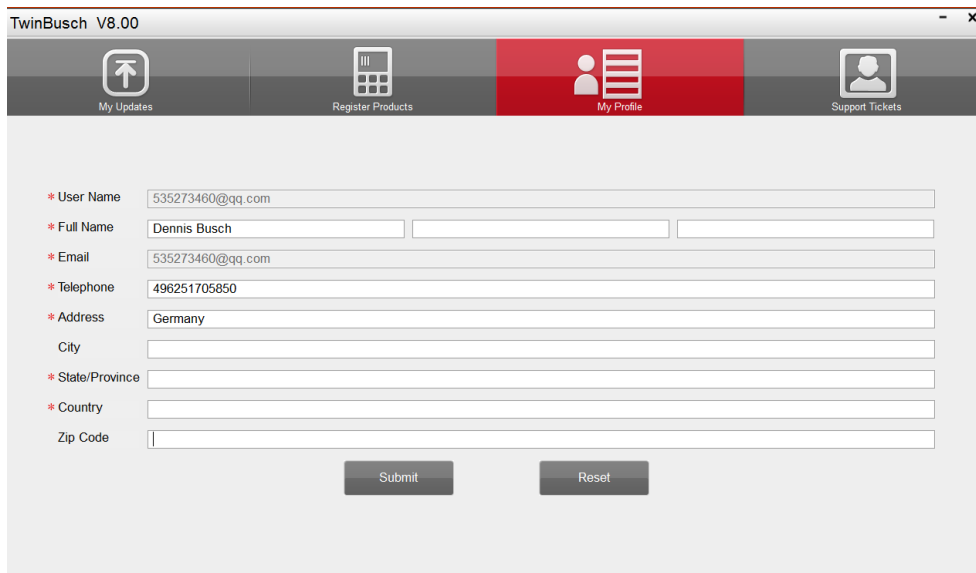 TwinBusch V8.00
My Updates
Register Products
My Profile
Support Tickets
* User Name 535273460@qq.com
* Full Name Dennis Busch
* Email 535273460@qq.com
* Telephone 496251705850
* Address Germany
City
* State/Province
* Country
Zip Code
Submit
Reset